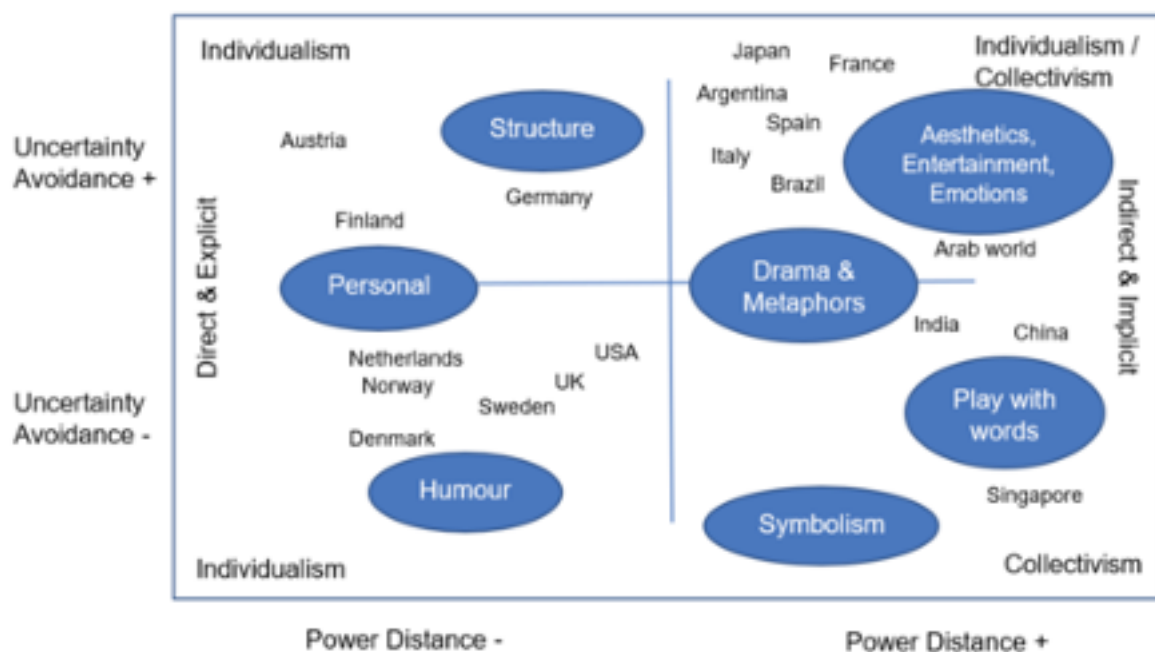 Individualism
Japan
France
Individualism /
Collectivism
Argentina
Structure
Spain
Aesthetics,
Entertainment,
Emotions
Austria
Uncertainty
Avoidance +
Italy
Brazil
Germany
Finland
Direct & Explicit
Indirect & Implicit
Personal
Drama &
Metaphors
Arab world
India
China
Netherlands
Norway
USA
UK
Sweden
Uncertainty
Avoidance -
Play with
words
Denmark
Humour
Symbolism
Singapore
Individualism
Collectivism
Power Distance -
Power Distance +